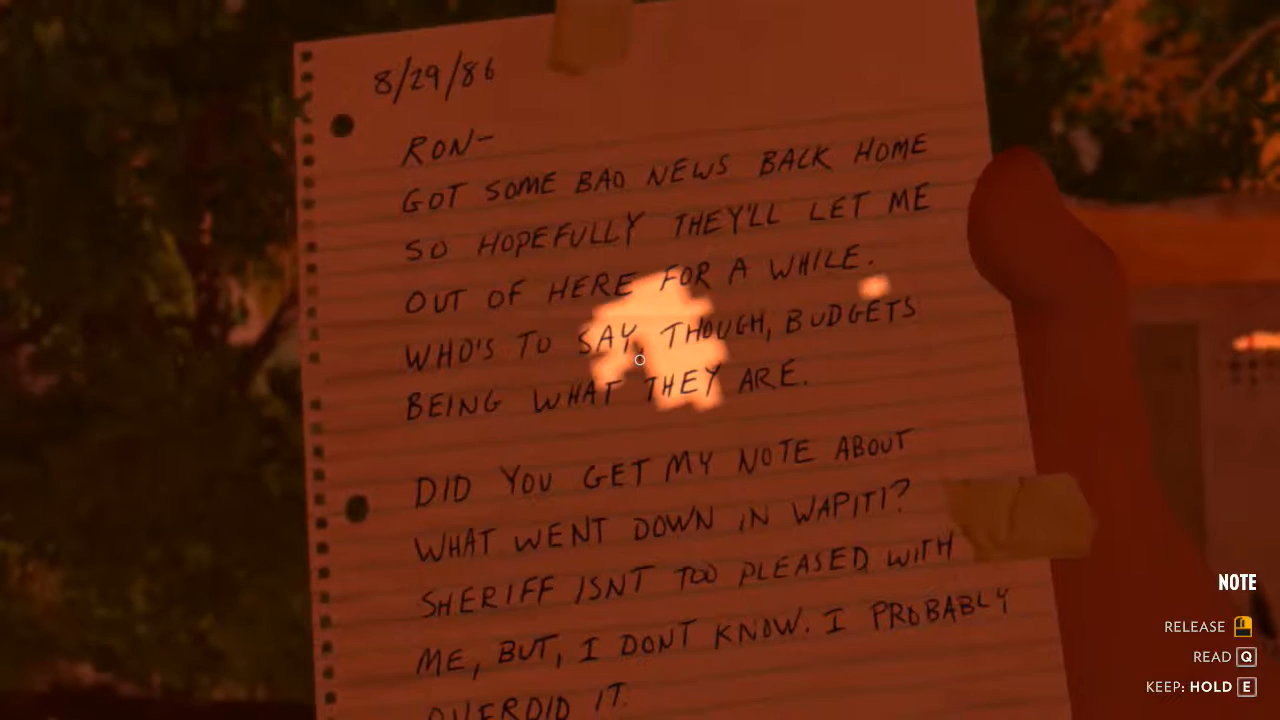 8/29/86
RON-
GOT SOME BAD NEWS BACK HOME
SO HOPEFULLY THEY'LL LET ME
OUT OF HERE FOR A WHILE.
WHO'S TO SAY, THOUGH, BUDGETS
BEING WHAT THEY ARE.
DID YOU GET MY NOTE ABOUT
WHAT WENT DOWN IN WAPITI?
SHERIFF ISNT TOO PLEASED WITH
ME, BUT, I DONT KNOW. I PROBABLY
OVERDID IT.
NOTE
RELEASE
READ Q
KEEP: HOLD E